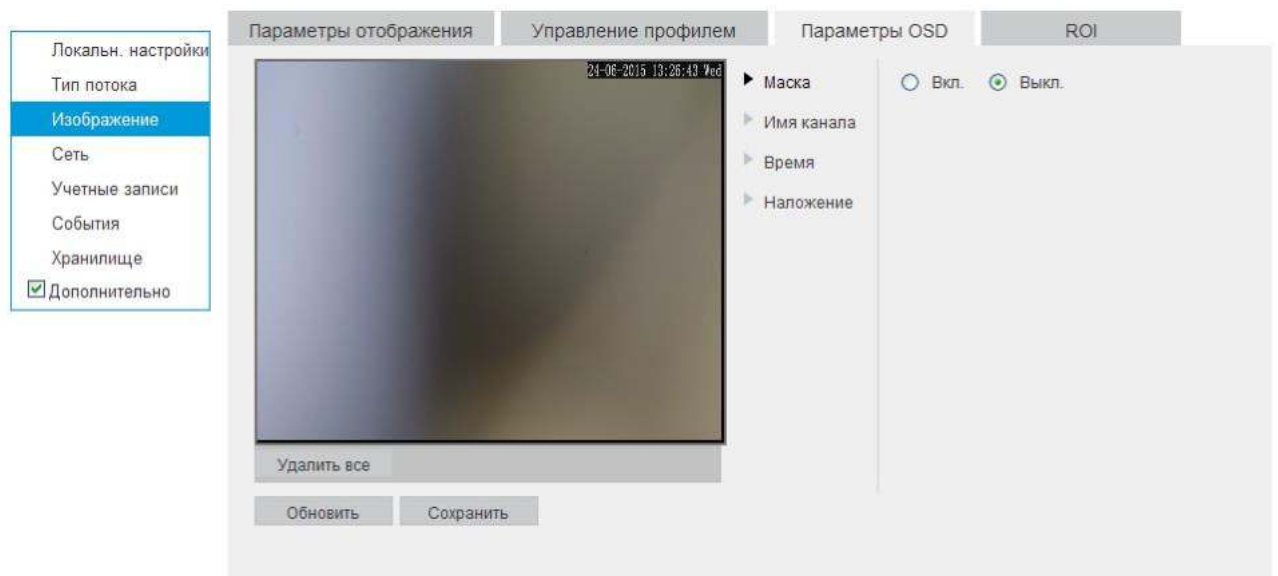 Локальн. настройки
Тип потока
Изображение
Сеть
Учетные записи
События
Хранилище
Дополнительно
Параметры отображения
Управление профилем
Параметры OSD
ROI
24-06-2015 13:26:43 Wed
Маска
Имя канала
Время
Наложение
Вкл. Выкл.
Удалить все
Обновить
Сохранить